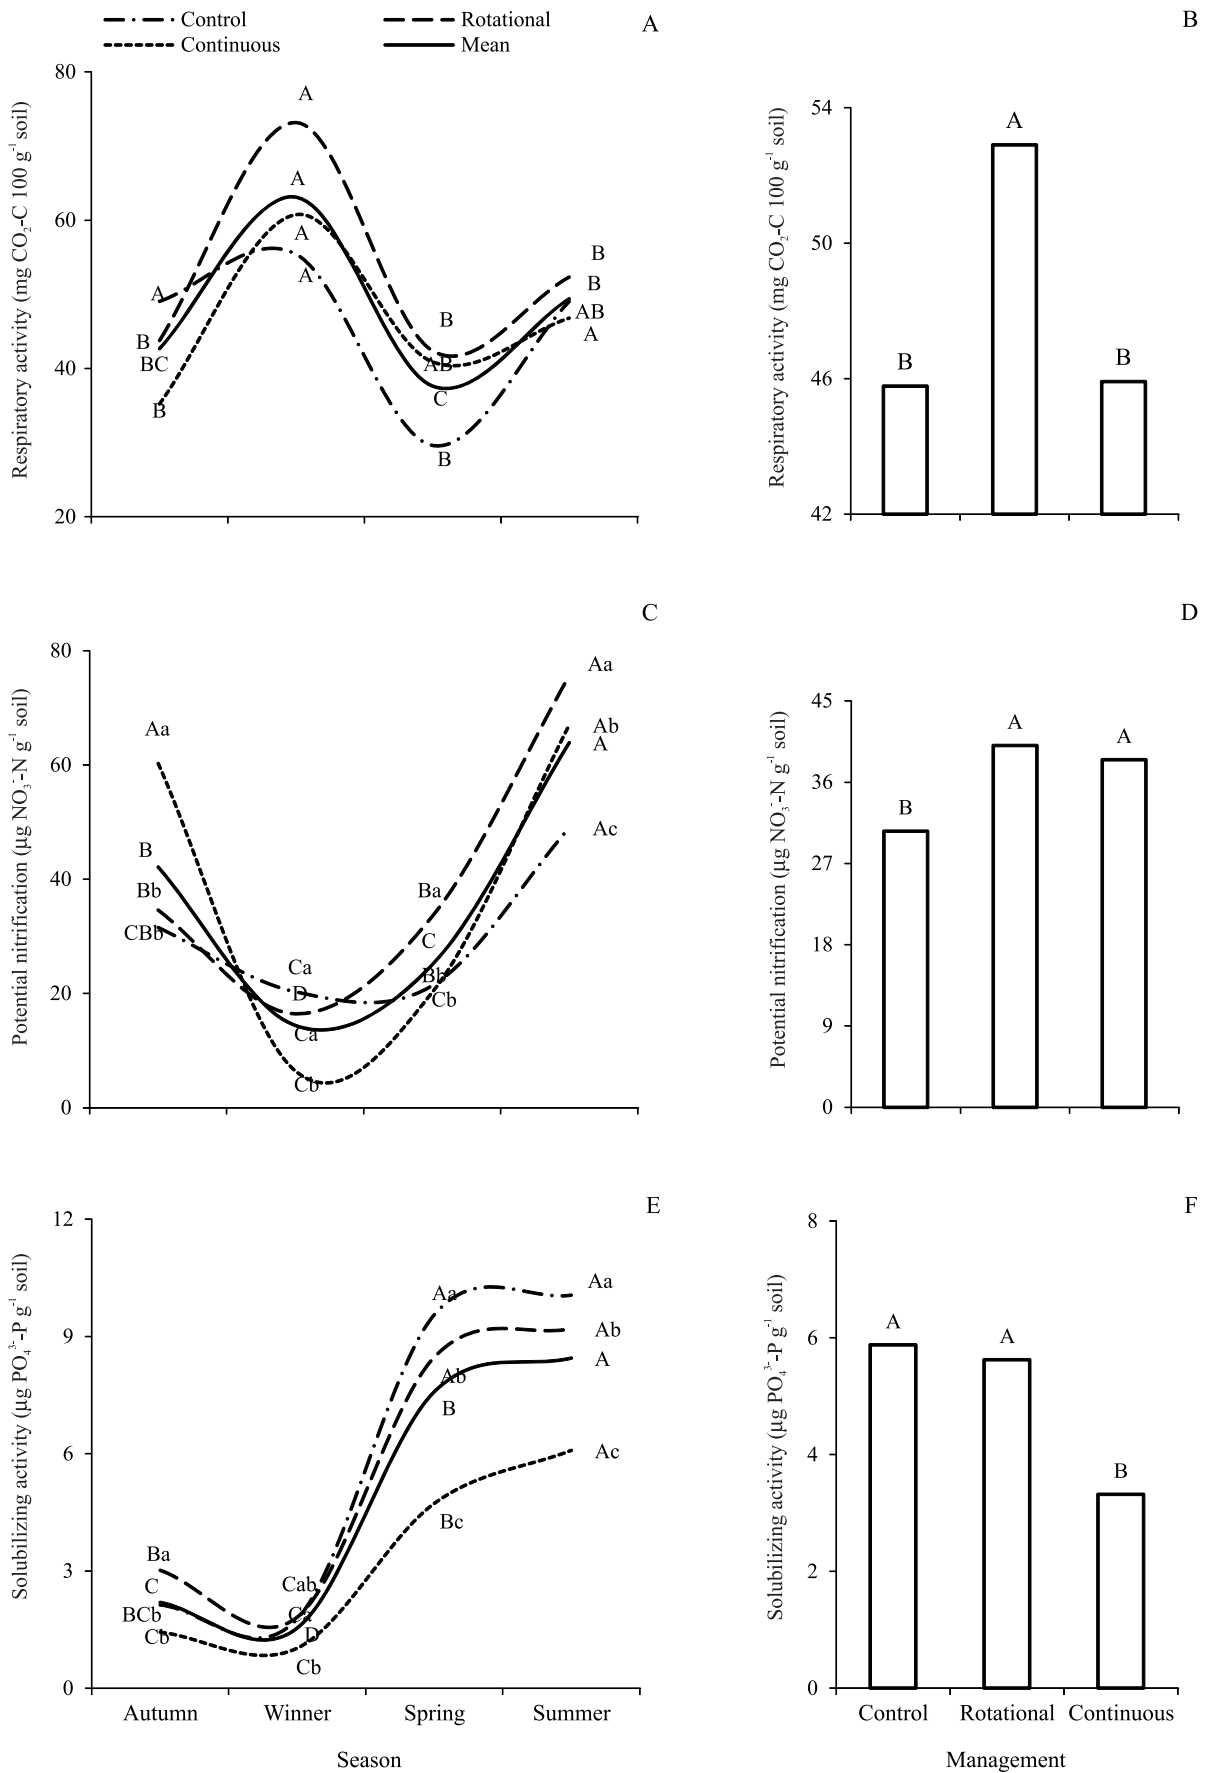 Control
Rotational
Continuous
Mean
A
Respiratory activity (mg CO₂-C 100 g⁻¹ soil)
80
60
40
20
A
A
A
A
A
B
BC
B
B
AB
C
B
B
B
AB
A
B
Respiratory activity (mg CO₂-C 100 g⁻¹ soil)
54
50
46
42
B
A
B
C
Potential nitrification (µg NO₃⁻-N g⁻¹ soil)
80
60
40
20
0
Aa
B
Bb
CBb
Ca
D
Ca
Cb
Ba
C
Bb
Cb
Aa
Ab
A
Ac
D
Potential nitrification (µg NO₃⁻-N g⁻¹ soil)
45
36
27
18
9
0
B
A
A
E
Solubilizing activity (µg PO₄³⁻-P g⁻¹ soil)
12
9
6
3
0
Ba
C
BCb
Cb
Cab
Ca
D
Cb
Aa
Ab
B
Bc
Aa
Ab
A
Ac
Autumn Winner Spring Summer
Season
F
Solubilizing activity (µg PO₄³⁻-P g⁻¹ soil)
8
6
4
2
0
A
A
B
Control Rotational Continuous
Management